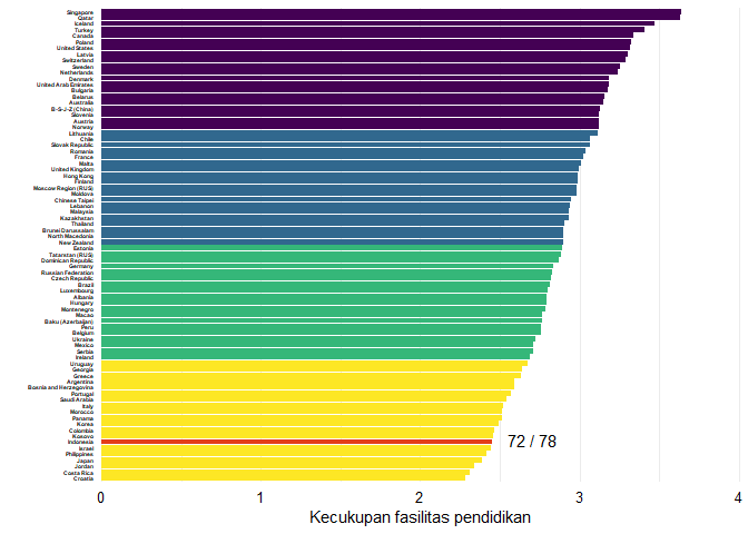 Singapore
Qatar
Iceland
Turkey
Canada
Poland
United States
Latvia
Switzerland
Sweden
Netherlands
Denmark
United Arab Emirates
Bulgaria
Belarus
Australia
B-S-J-Z (China)
Slovenia
Austria
Norway
Lithuania
Chile
Slovak Republic
Romania
France
Malta
United Kingdom
Hong Kong
Finland
Moscow Region (RUS)
Moldova
Chinese Taipei
Lebanon
Malaysia
Kazakhstan
Thailand
Brunei Darussalam
North Macedonia
New Zealand
Estonia
Tatarstan (RUS)
Dominican Republic
Germany
Russian Federation
Czech Republic
Brazil
Luxembourg
Albania
Hungary
Montenegro
Macao
Baku (Azerbaijan)
Peru
Belgium
Ukraine
Mexico
Serbia
Ireland
Uruguay
Georgia
Greece
Argentina
Bosnia and Herzegovina
Portugal
Saudi Arabia
Italy
Morocco
Panama
Korea
Colombia
Kosovo
Indonesia
72 / 78
Israel
Philippines
Japan
Jordan
Costa Rica
Croatia
0 1 2 3 4
Kecukupan fasilitas pendidikan